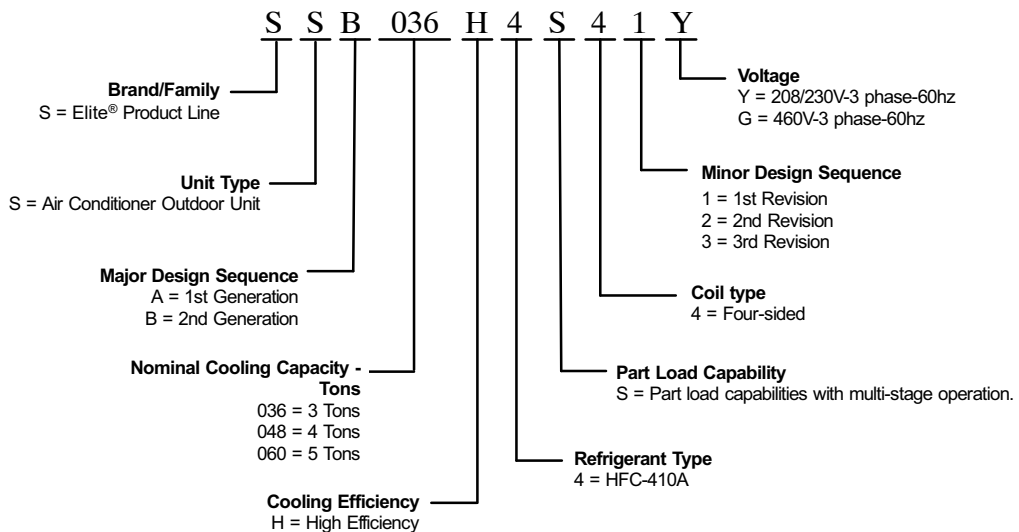 S S B 036 H 4 S 4 1 Y
Brand/Family
S = Elite® Product Line
Unit Type
S = Air Conditioner Outdoor Unit
Major Design Sequence
A = 1st Generation
B = 2nd Generation
Nominal Cooling Capacity -
Tons
036 = 3 Tons
048 = 4 Tons
060 = 5 Tons
Cooling Efficiency
H = High Efficiency
Voltage
Y = 208/230V-3 phase-60hz
G = 460V-3 phase-60hz
Minor Design Sequence
1 = 1st Revision
2 = 2nd Revision
3 = 3rd Revision
Coil type
4 = Four-sided
Part Load Capability
S = Part load capabilities with multi-stage operation.
Refrigerant Type
4 = HFC-410A